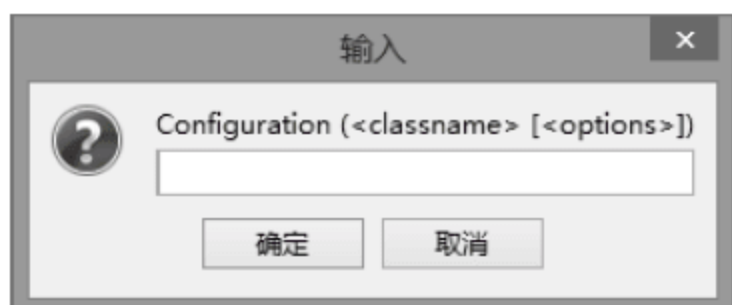 输入
Configuration (<classname> [<options>])
确定
取消